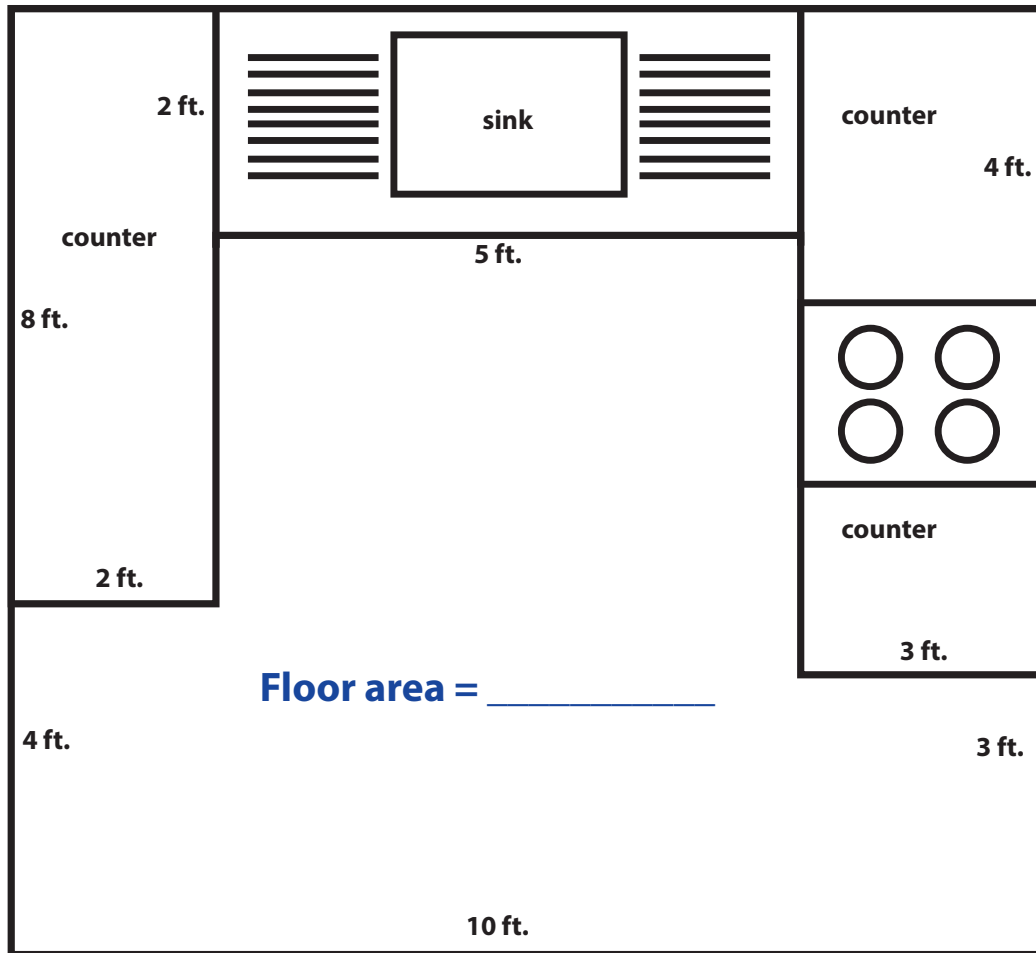 2 ft.
sink
counter
4 ft.
counter
5 ft.
8 ft.
counter
2 ft.
3 ft.
Floor area = ___________
4 ft.
3 ft.
10 ft.